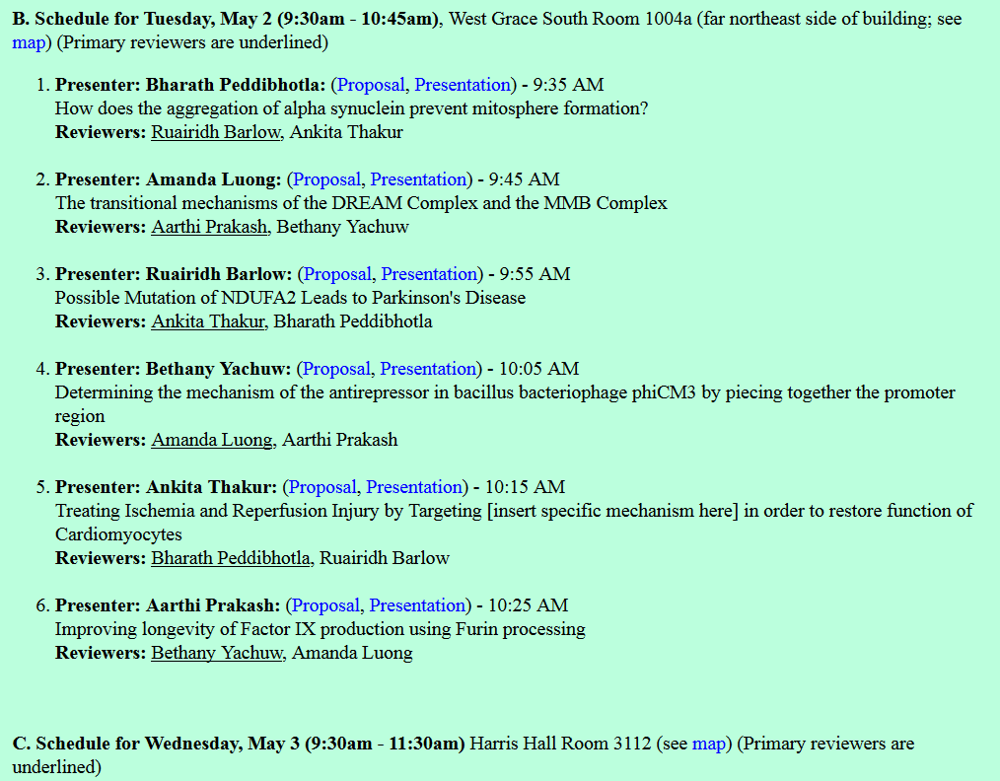 B. Schedule for Tuesday, May 2 (9:30am - 10:45am), West Grace South Room 1004a (far northeast side of building; see
map) (Primary reviewers are underlined)
1. Presenter: Bharath Peddibhotla: (Proposal, Presentation) - 9:35 AM
How does the aggregation of alpha synuclein prevent mitosphere formation?
Reviewers: Ruairidh Barlow, Ankita Thakur
2. Presenter: Amanda Luong: (Proposal, Presentation) - 9:45 AM
The transitional mechanisms of the DREAM Complex and the MMB Complex
Reviewers: Aarthi Prakash, Bethany Yachuw
3. Presenter: Ruairidh Barlow: (Proposal, Presentation) - 9:55 AM
Possible Mutation of NDUFA2 Leads to Parkinson's Disease
Reviewers: Ankita Thakur, Bharath Peddibhotla
4. Presenter: Bethany Yachuw: (Proposal, Presentation) - 10:05 AM
Determining the mechanism of the antirepressor in bacillus bacteriophage phiCM3 by piecing together the promoter
region
Reviewers: Amanda Luong, Aarthi Prakash
5. Presenter: Ankita Thakur: (Proposal, Presentation) - 10:15 AM
Treating Ischemia and Reperfusion Injury by Targeting [insert specific mechanism here] in order to restore function of
Cardiomyocytes
Reviewers: Bharath Peddibhotla, Ruairidh Barlow
6. Presenter: Aarthi Prakash: (Proposal, Presentation) - 10:25 AM
Improving longevity of Factor IX production using Furin processing
Reviewers: Bethany Yachuw, Amanda Luong
C. Schedule for Wednesday, May 3 (9:30am - 11:30am) Harris Hall Room 3112 (see map) (Primary reviewers are
underlined)